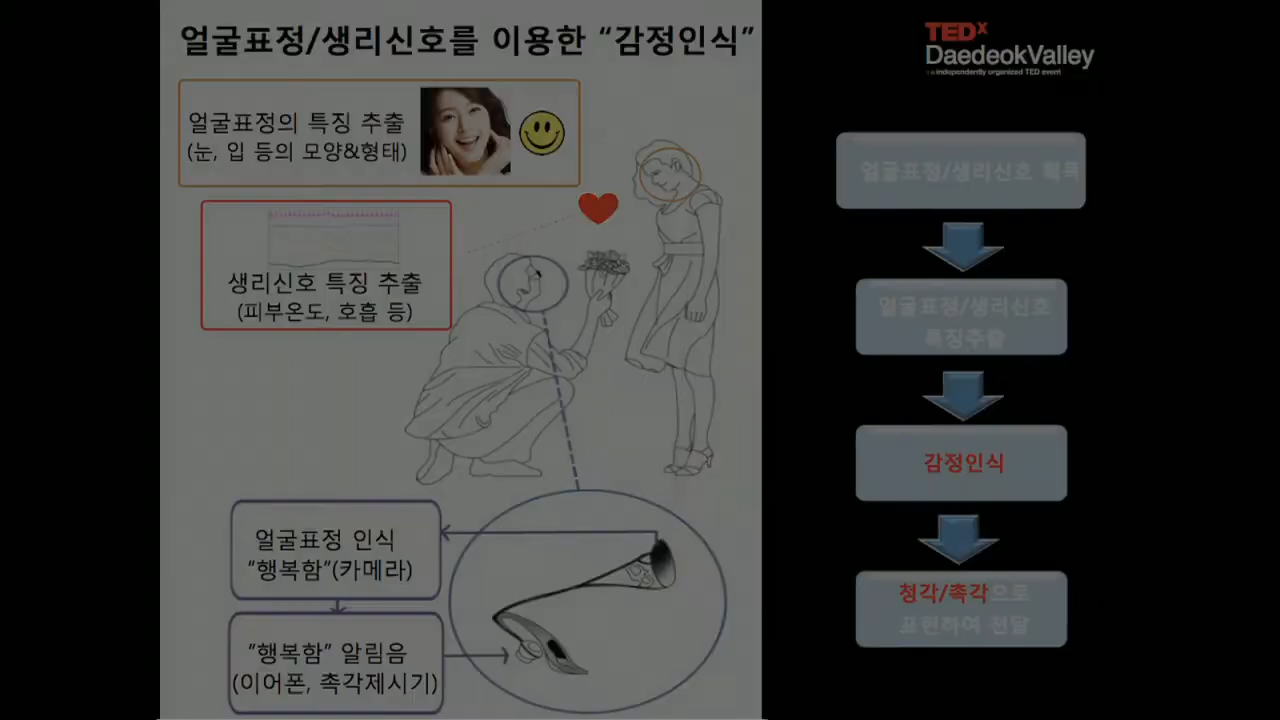 얼굴표정/생리신호를 이용한 “감정인식”
얼굴표정의 특징 추출
(눈, 입 등의 모양&형태)
생리신호 특징 추출
(피부온도, 호흡 등)
얼굴표정 인식
“행복함”(카메라)
“행복함” 알림음
(이어폰, 촉각제시기)
TEDx
DaedeokValley
independently organized TED event
얼굴표정/생리신호 획득
얼굴표정/생리신호
특징추출
감정인식
청각/촉각으로
표현하여 전달